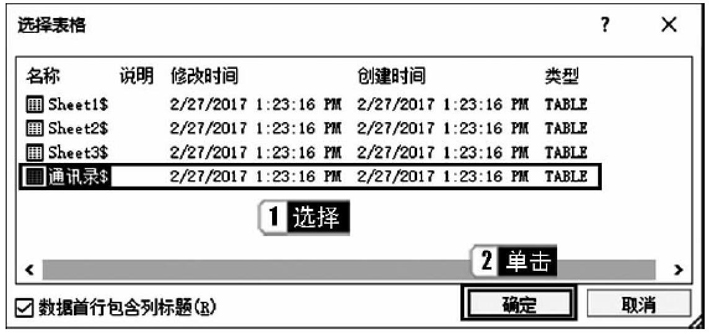 选择表格 ? ×
名称 说明 修改时间 创建时间 类型
Sheet1$ 2/27/2017 1:23:16 PM 2/27/2017 1:23:16 PM TABLE
Sheet2$ 2/27/2017 1:23:16 PM 2/27/2017 1:23:16 PM TABLE
Sheet3$ 2/27/2017 1:23:16 PM 2/27/2017 1:23:16 PM TABLE
通讯录$ 2/27/2017 1:23:16 PM 2/27/2017 1:23:16 PM TABLE
1 选择
2 单击
数据首行包含列标题(R) 确定 取消